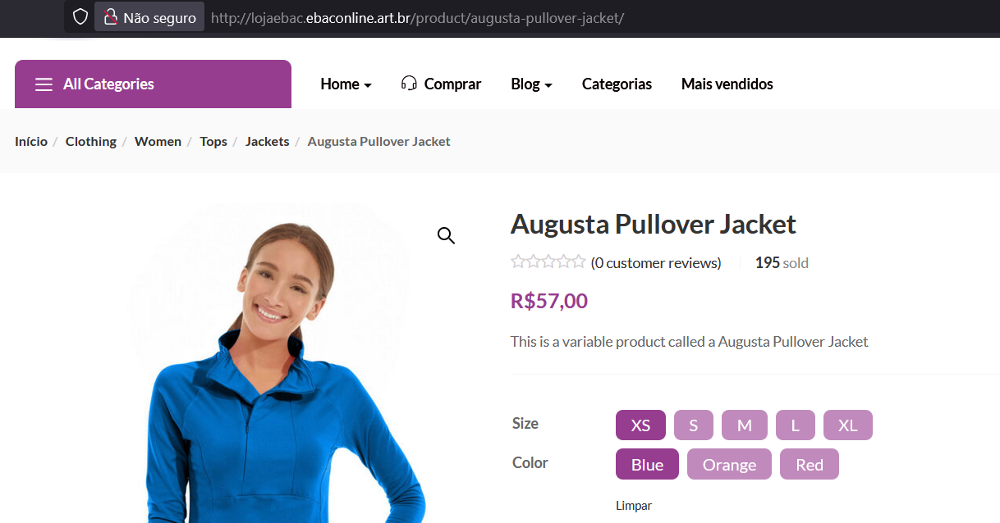 Não seguro http://lojaebac.ebaconline.art.br/product/augusta-pullover-jacket/
All Categories Home Comprar Blog Categorias Mais vendidos
Início / Clothing / Women / Tops / Jackets / Augusta Pullover Jacket
Augusta Pullover Jacket
(0 customer reviews) 195 sold
R$57,00
This is a variable product called a Augusta Pullover Jacket
Size XS S M L XL
Color Blue Orange Red
Limpar